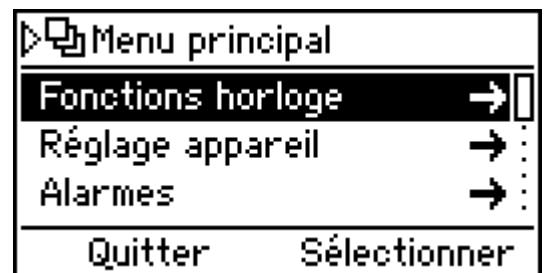 Menu principal
Fonctions horloge
Réglage appareil
Alarmes
Quitter Sélectionner